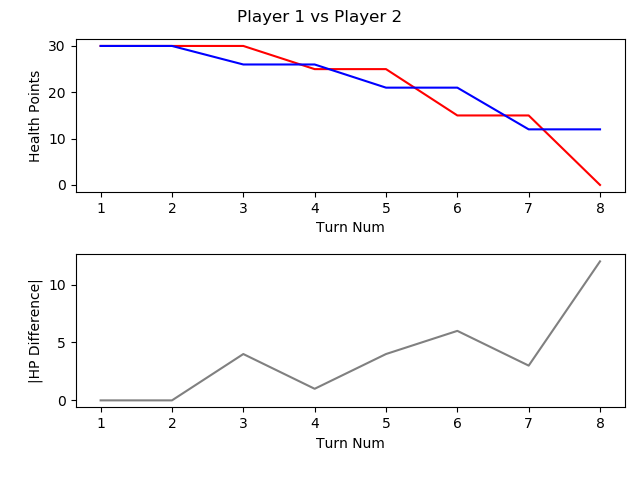 Player 1 vs Player 2
30
20
10
0
Health Points
1 2 3 4 5 6 7 8
Turn Num
10
5
0
|HP Difference|
1 2 3 4 5 6 7 8
Turn Num